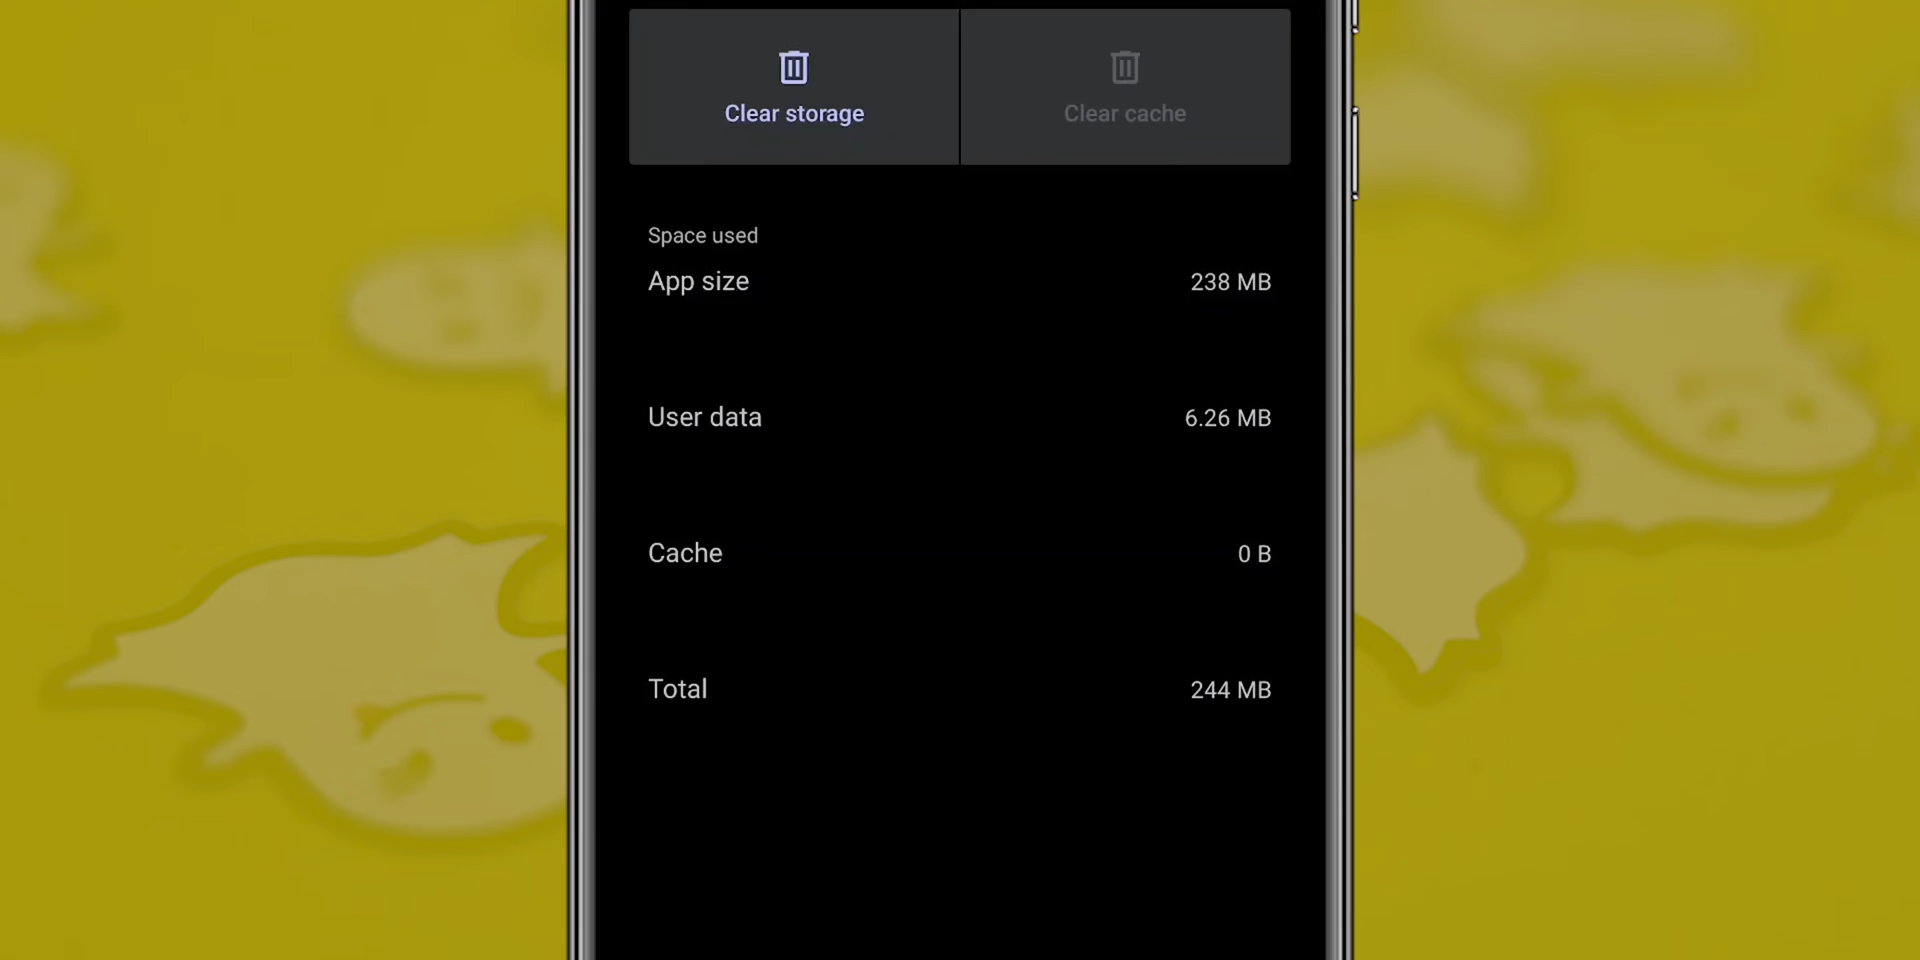 Clear storage
Clear cache
Space used
App size 238 MB
User data 6.26 MB
Cache 0 B
Total 244 MB